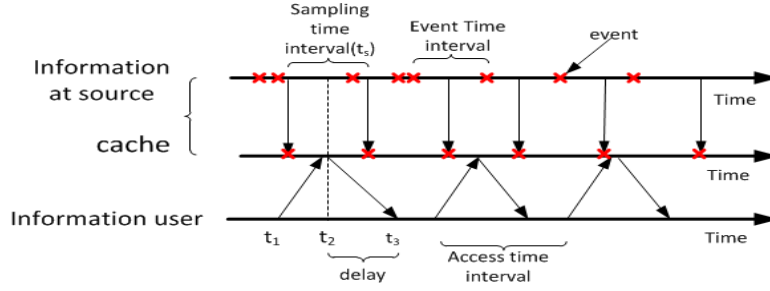 Sampling
time
interval(tₛ)
Event Time
interval
event
Information
at source
Time
cache
Time
Information user
Time
t₁
t₂
t₃
delay
Access time
interval